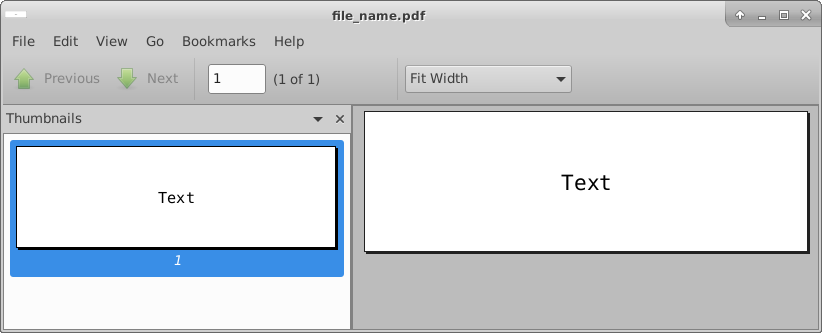 file_name.pdf
File Edit View Go Bookmarks Help
Previous Next 1 (1 of 1) Fit Width
Thumbnails
Text
1
Text